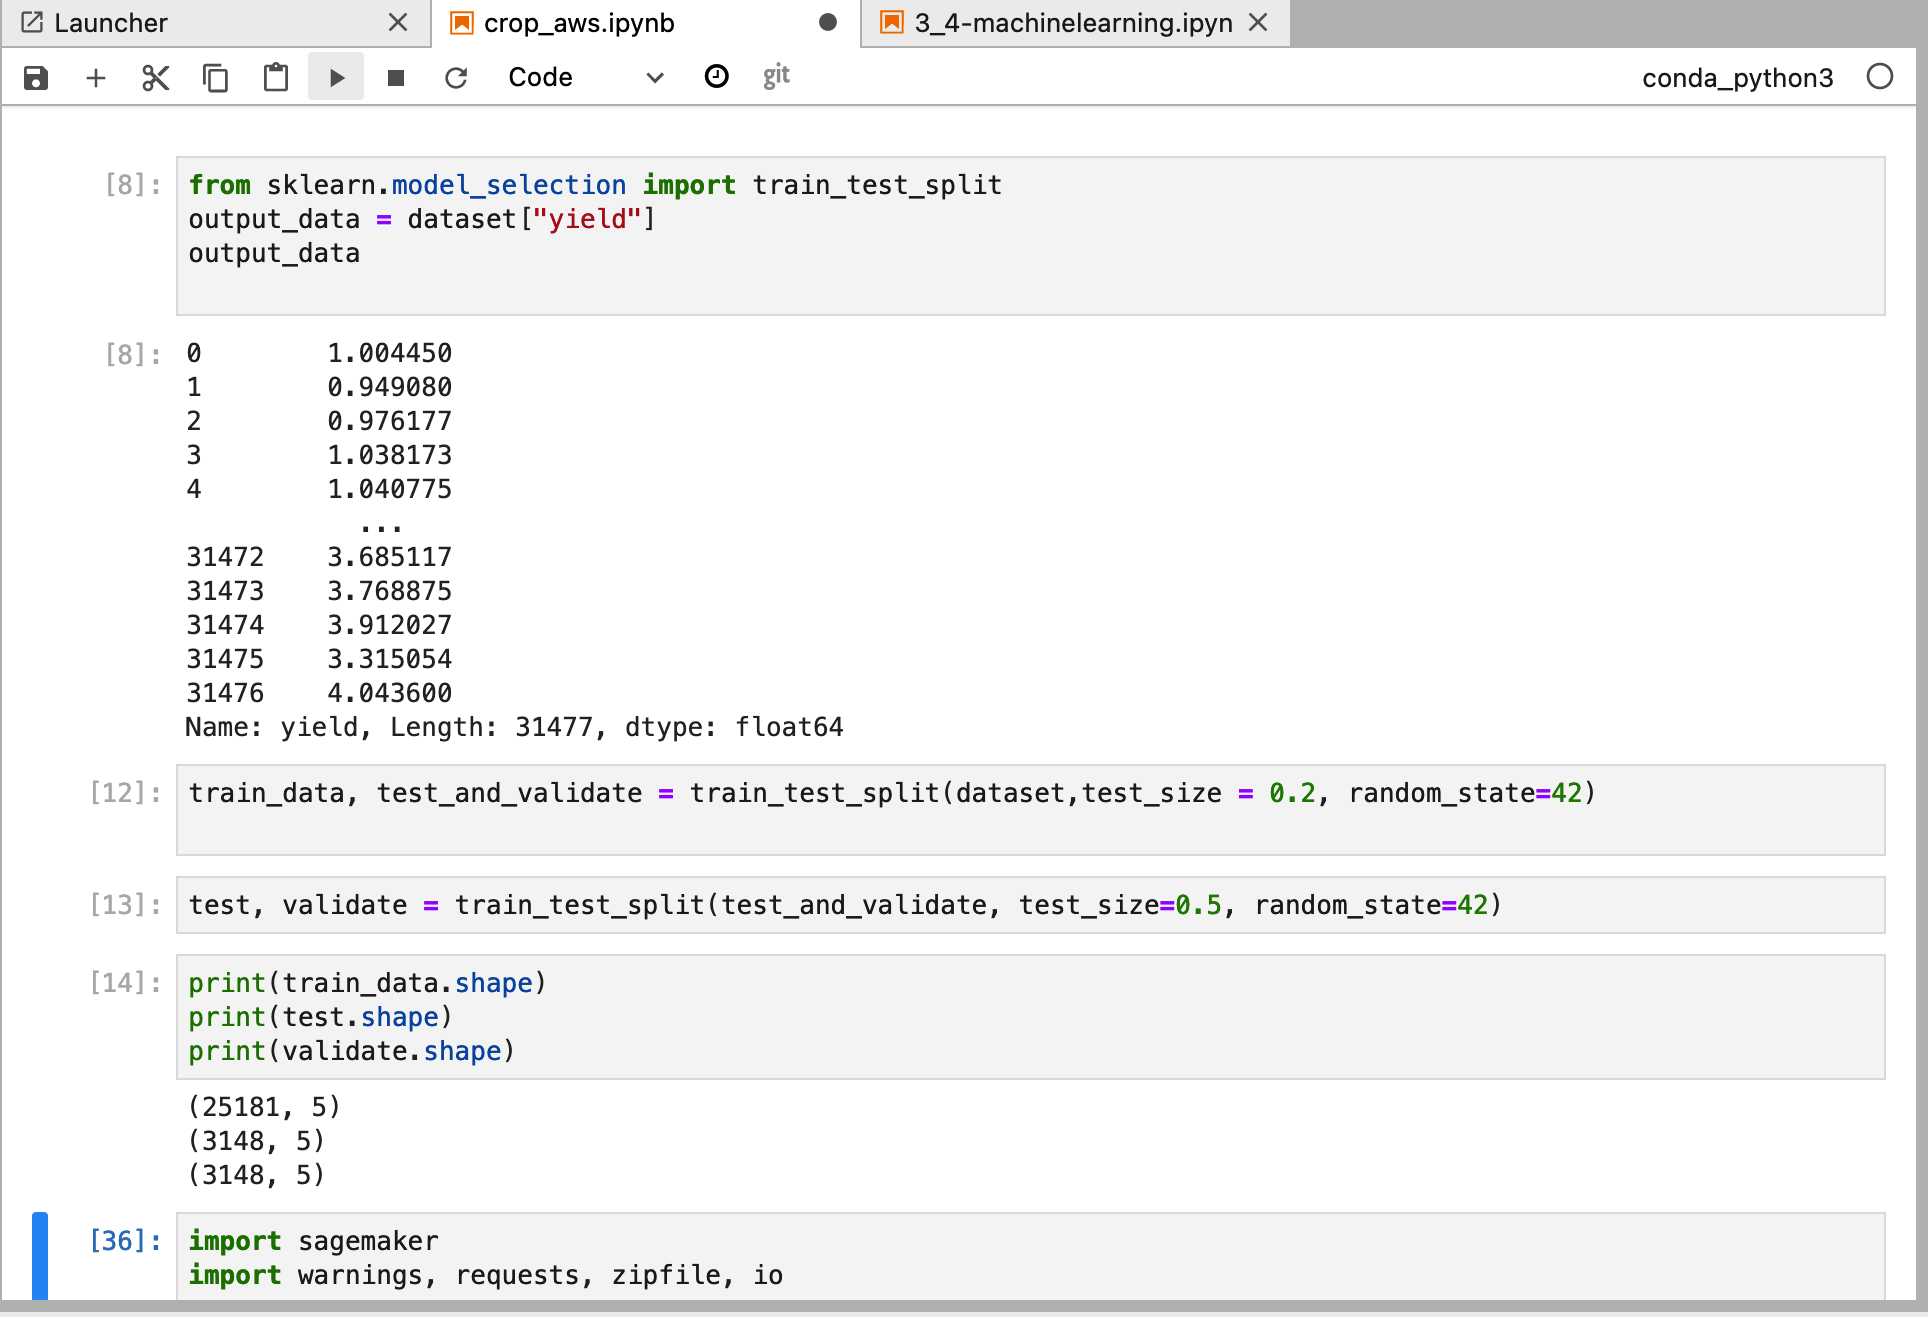 Launcher
crop_aws.ipynb
3_4-machinelearning.ipyn
Code
git
conda_python3
[8]:
from sklearn.model_selection import train_test_split
output_data = dataset["yield"]
output_data
[8]:
0        1.004450
1        0.949080
2        0.976177
3        1.038173
4        1.040775
...
31472    3.685117
31473    3.768875
31474    3.912027
31475    3.315054
31476    4.043600
Name: yield, Length: 31477, dtype: float64
[12]:
train_data, test_and_validate = train_test_split(dataset,test_size = 0.2, random_state=42)
[13]:
test, validate = train_test_split(test_and_validate, test_size=0.5, random_state=42)
[14]:
print(train_data.shape)
print(test.shape)
print(validate.shape)
(25181, 5)
(3148, 5)
(3148, 5)
[36]:
import sagemaker
import warnings, requests, zipfile, io